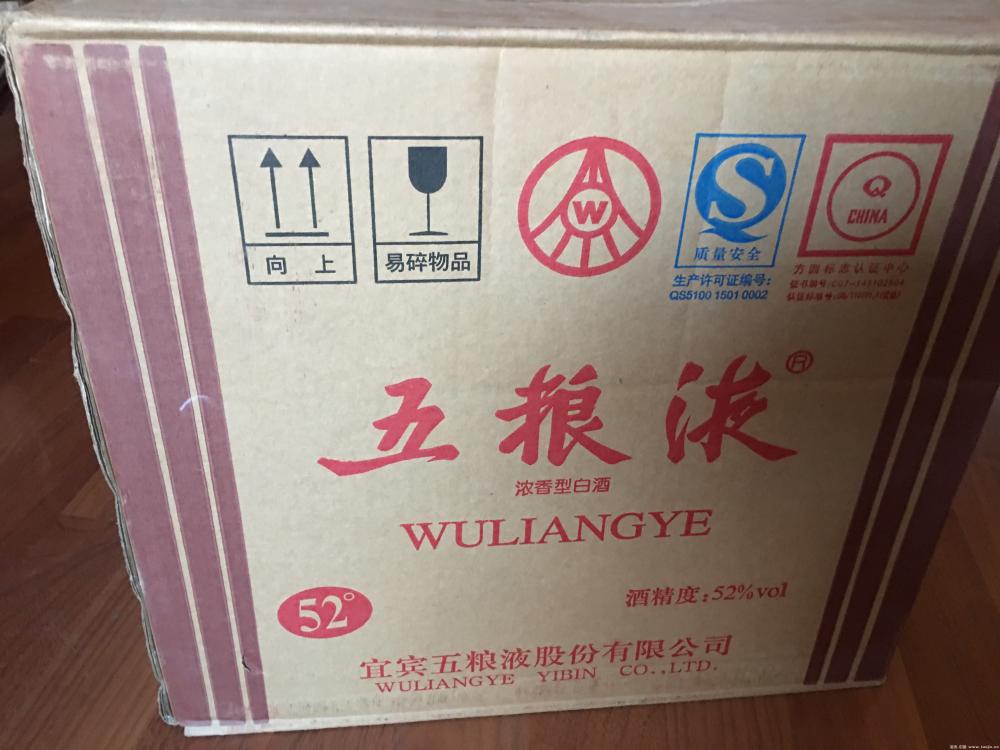 向 上
易碎物品
W
S
质量安全
生产许可证编号:
QS5100 1501 0002
Q
CHINA
方圆标志认证中心
五粮液®
浓香型白酒
WULIANGYE
52°
酒精度:52%vol
宜宾五粮液股份有限公司
WULIANGYE YIBIN CO.,LTD.